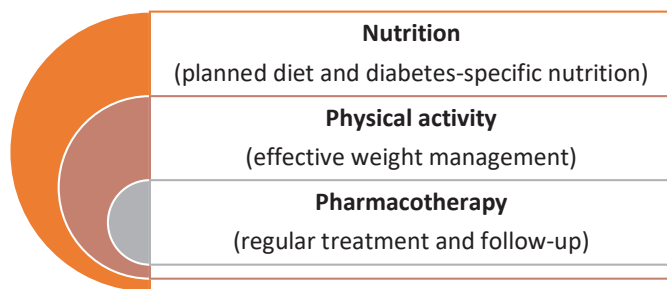 Nutrition
(planned diet and diabetes-specific nutrition)
Physical activity
(effective weight management)
Pharmacotherapy
(regular treatment and follow-up)